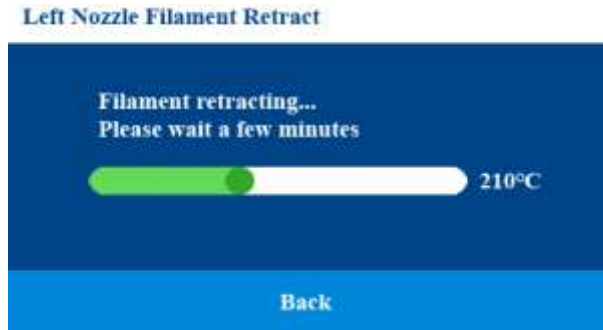 Left Nozzle Filament Retract
Filament retracting...
Please wait a few minutes
210°C
Back